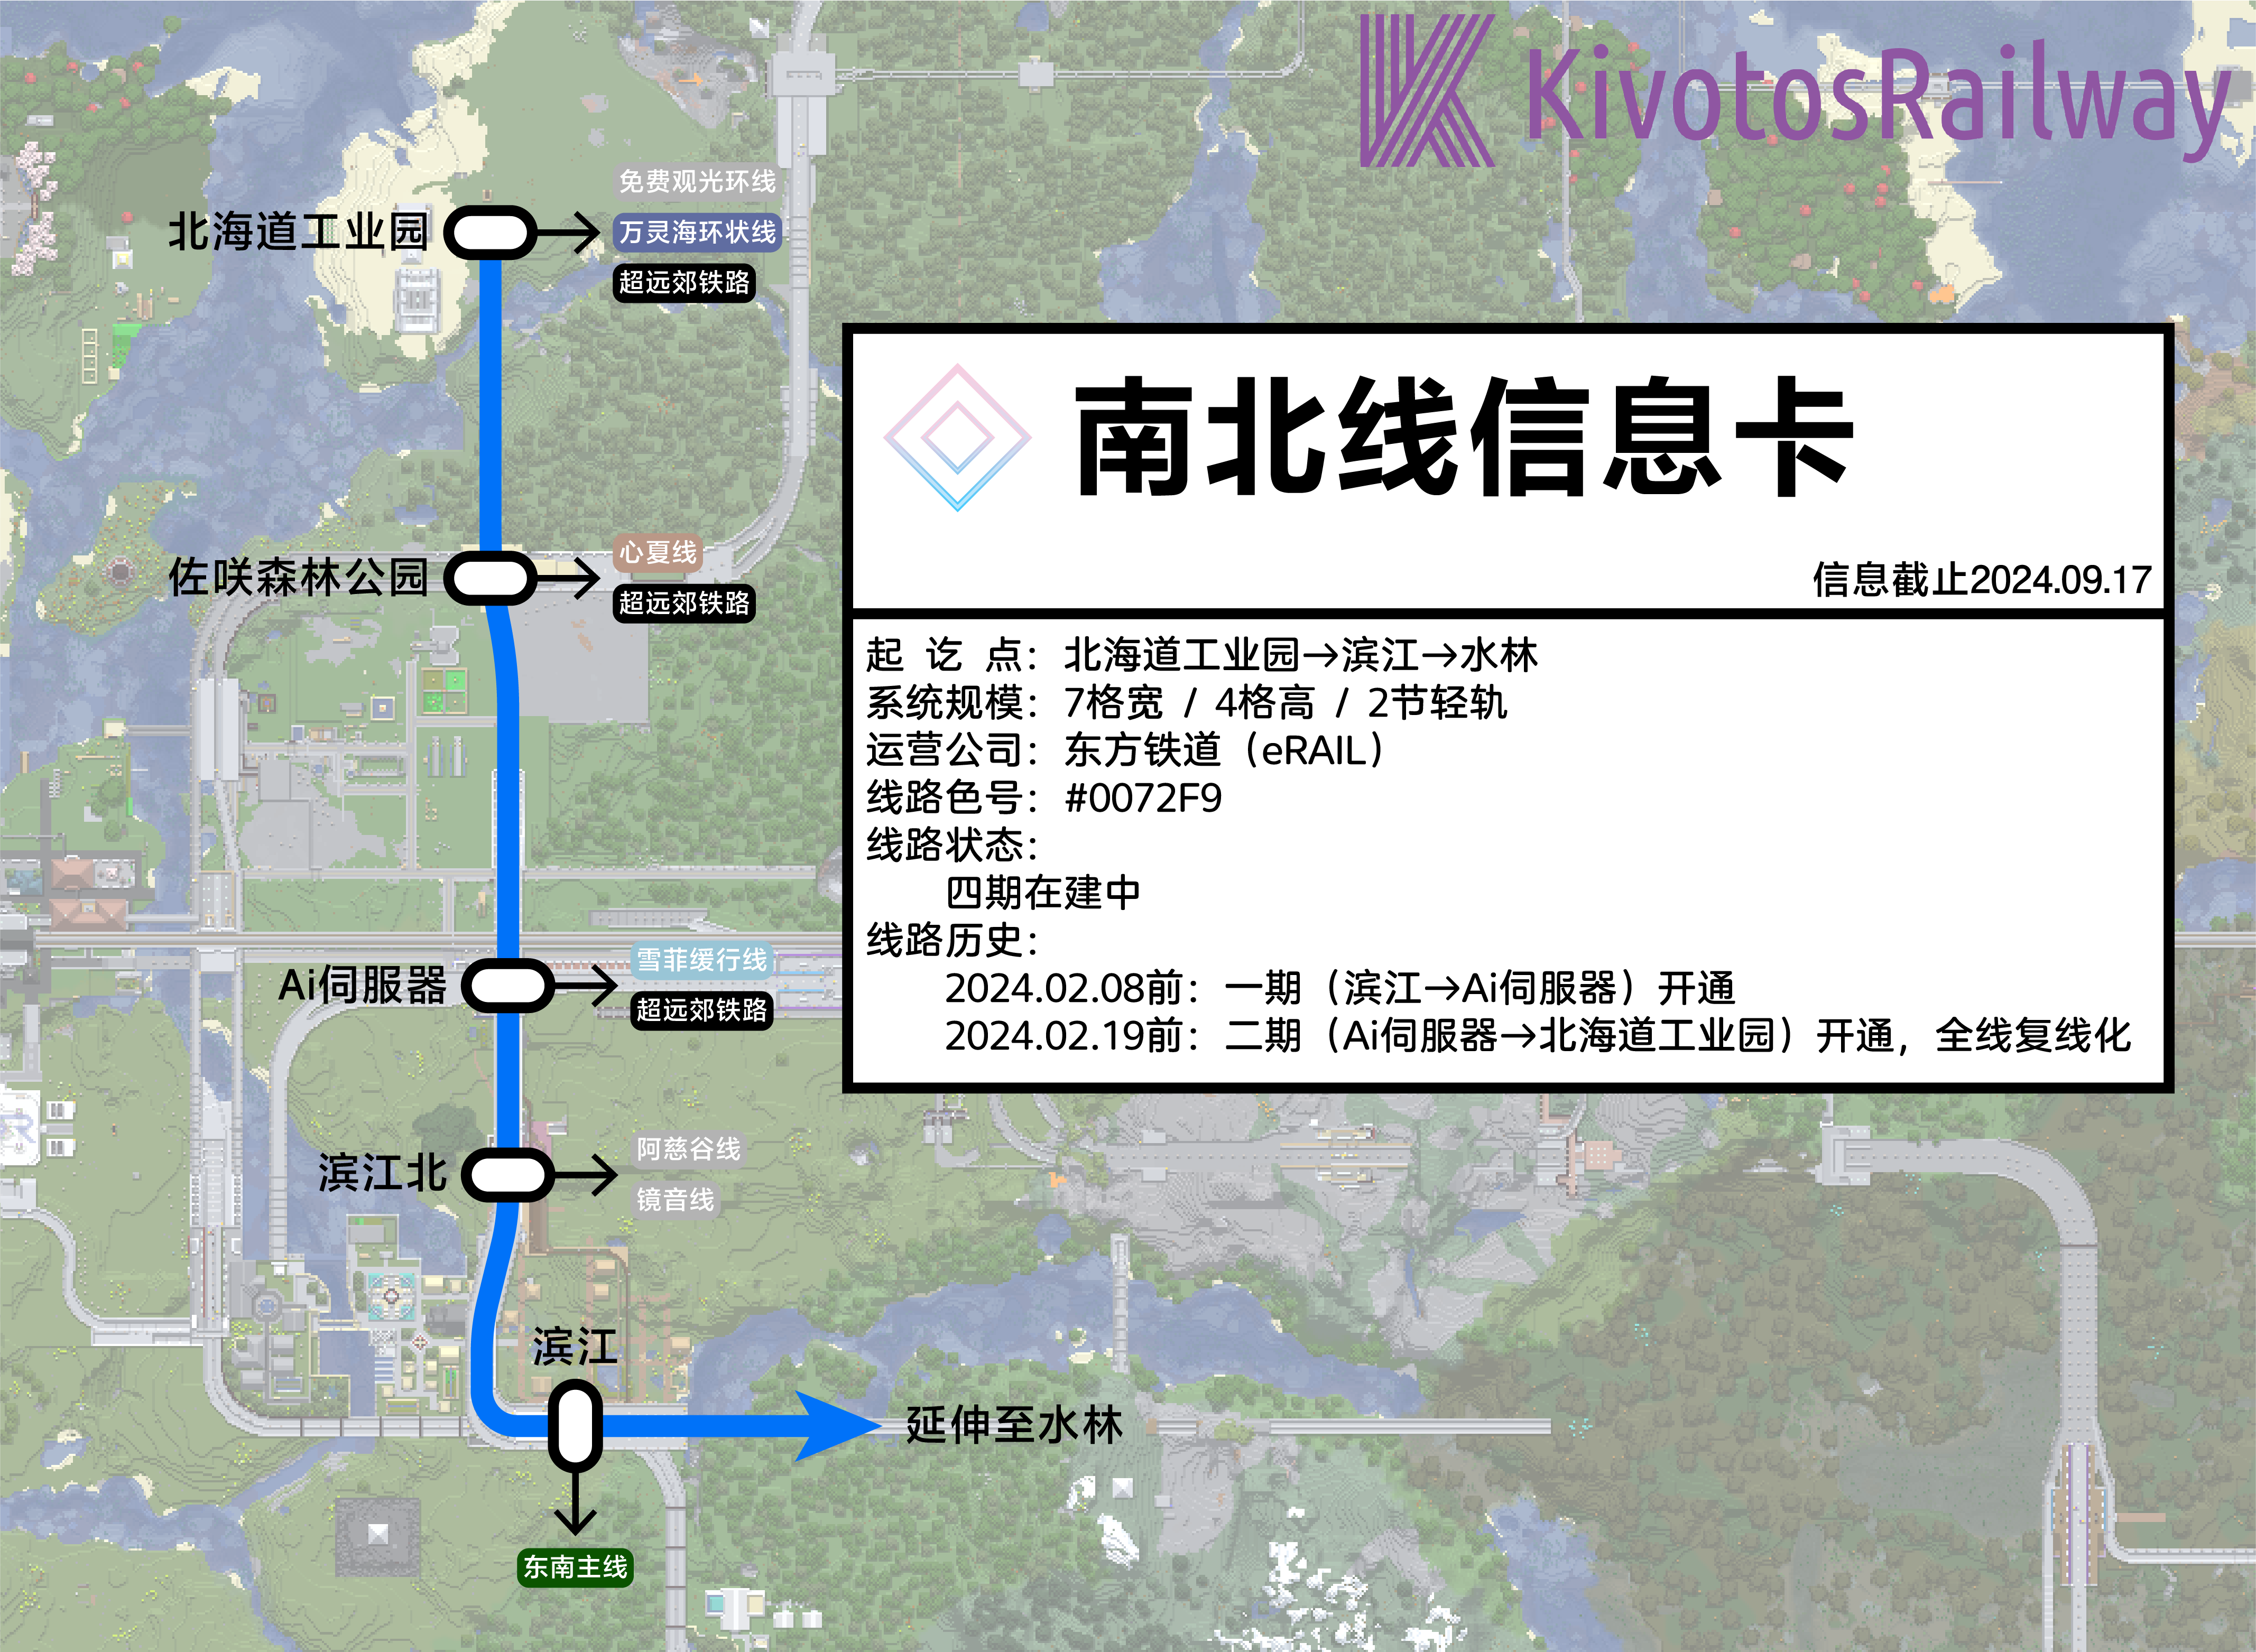 KivotosRailway
免费观光环线
北海道工业园
万灵海环状线
超远郊铁路
南北线信息卡
信息截止2024.09.17
佐咲森林公园
心夏线
超远郊铁路
起 讫 点：北海道工业园→滨江→水林
系统规模：7格宽 / 4格高 / 2节轻轨
运营公司：东方铁道（eRAIL）
线路色号：#0072F9
线路状态：
四期在建中
线路历史：
2024.02.08前：一期（滨江→Ai伺服器）开通
2024.02.19前：二期（Ai伺服器→北海道工业园）开通，全线复线化
Ai伺服器
雪菲缓行线
超远郊铁路
滨江北
阿慈谷线
镜音线
滨江
延伸至水林
东南主线